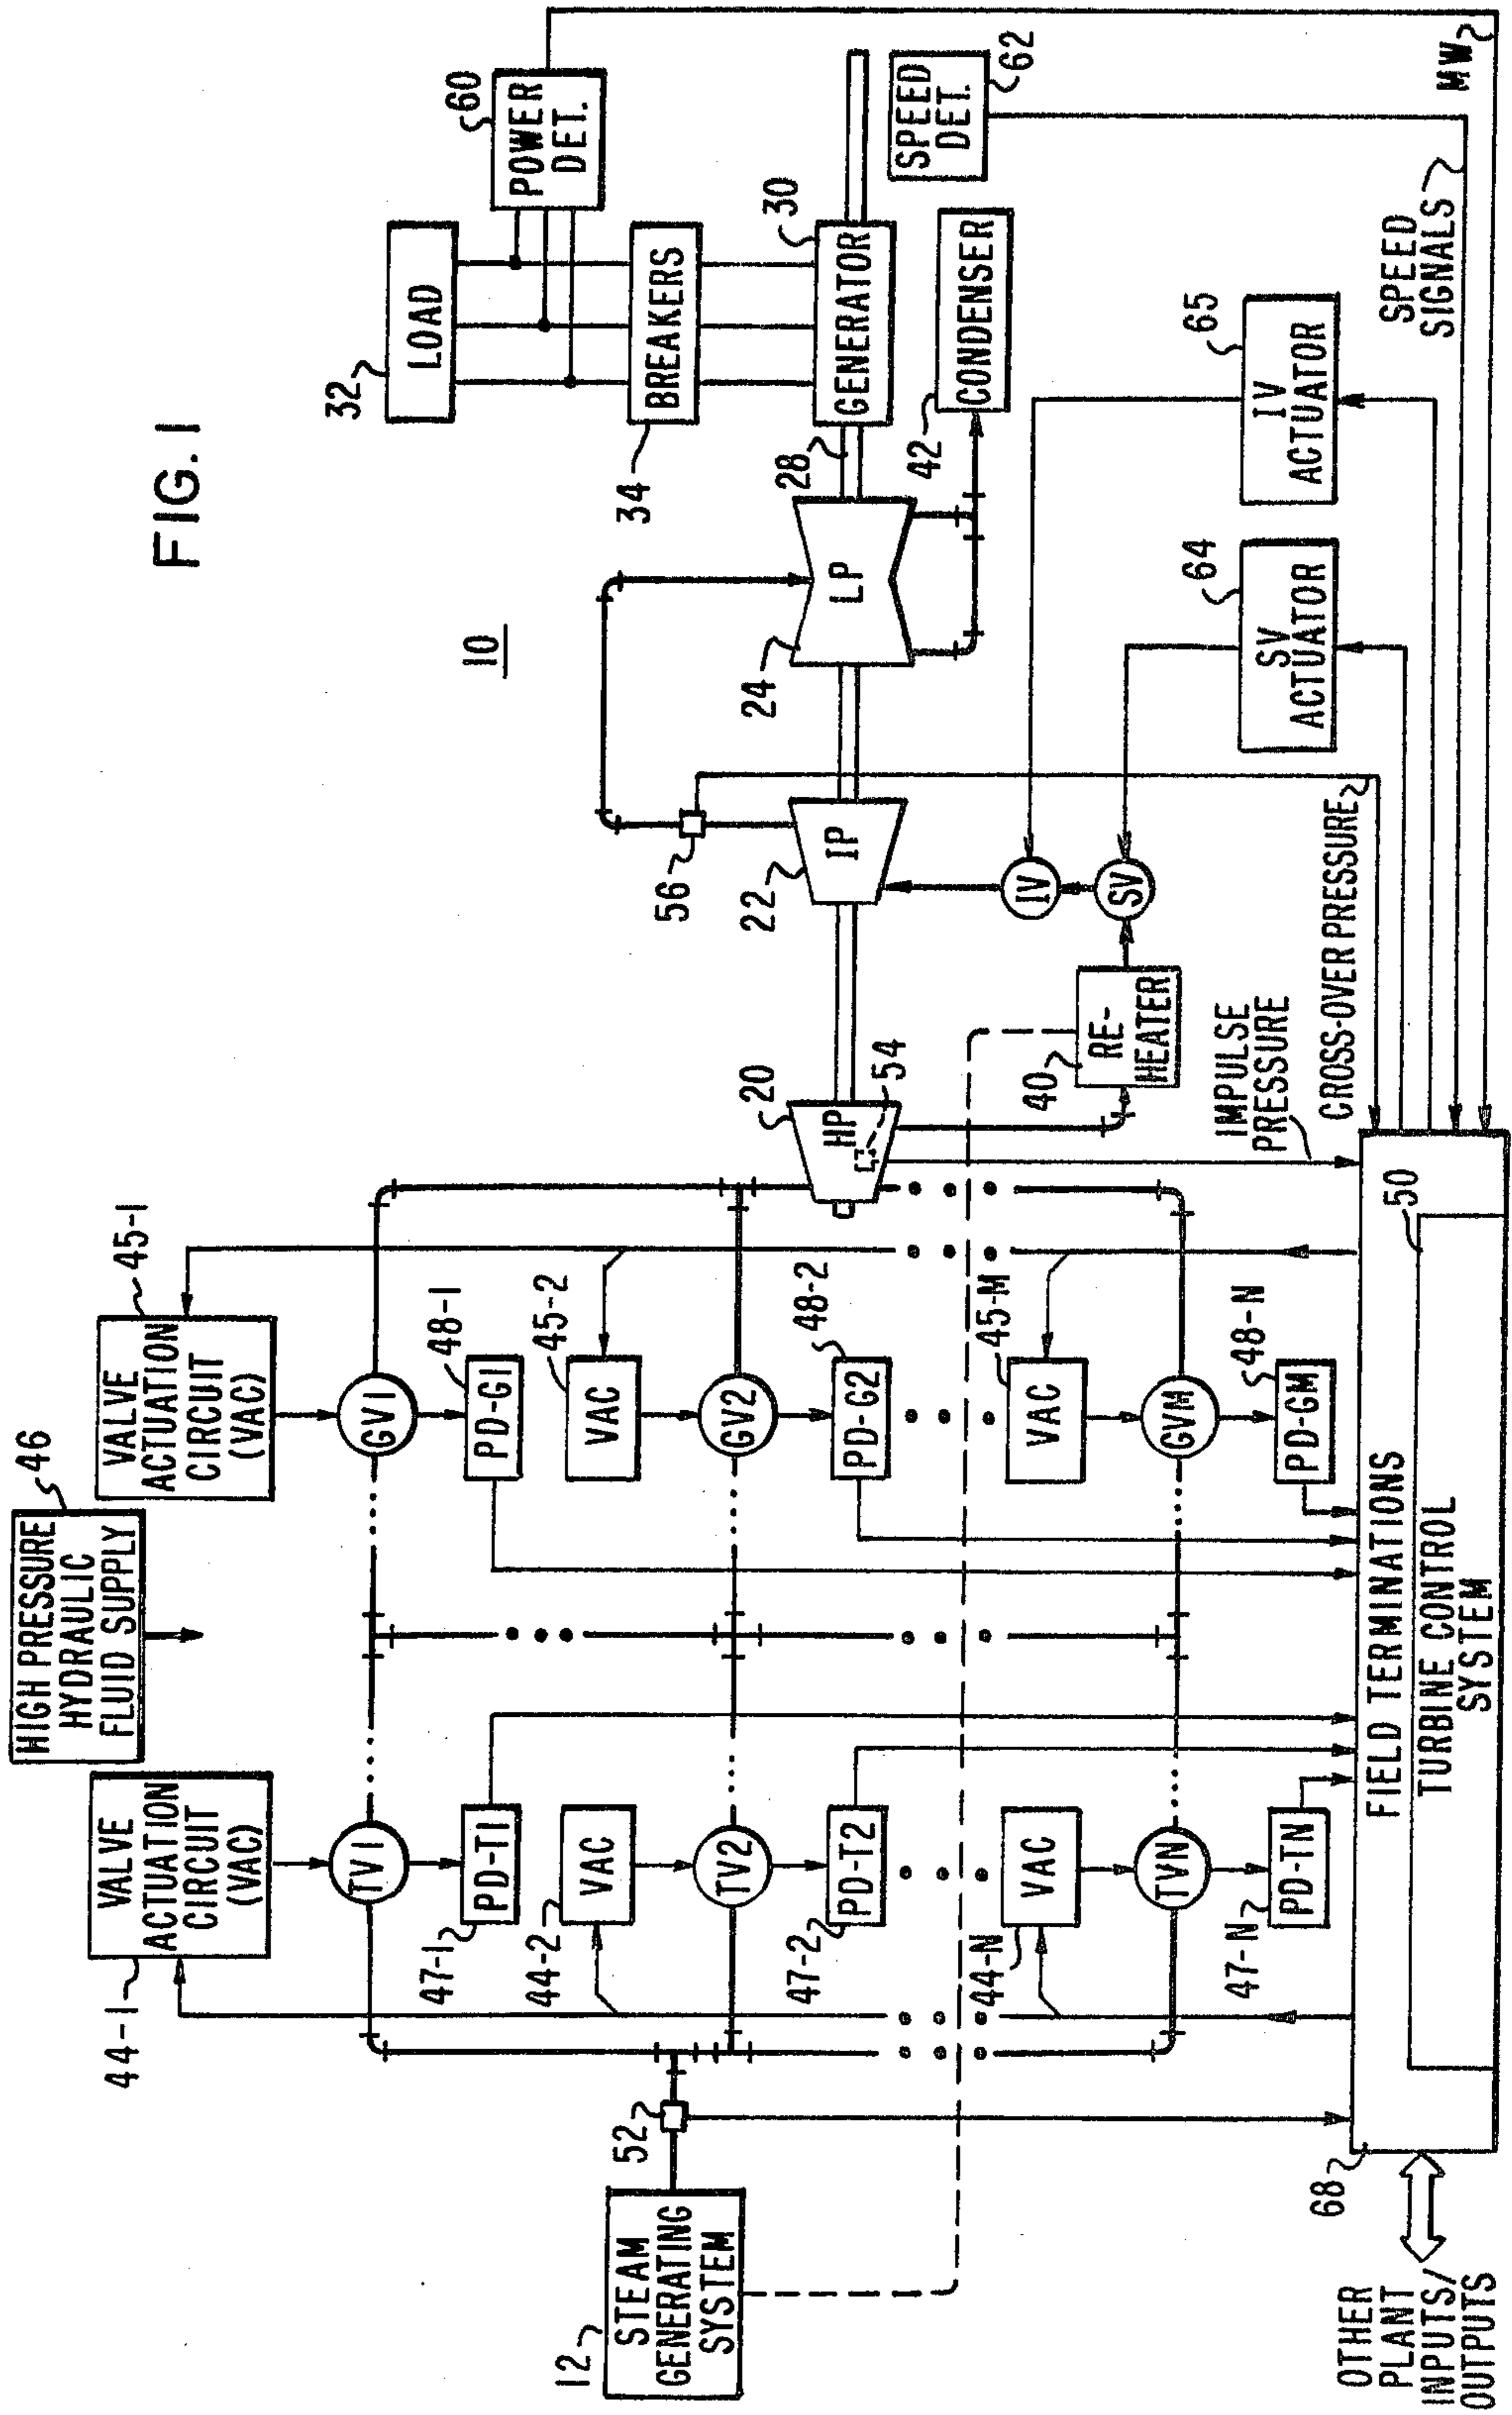 FIG. 1
10
HIGH PRESSURE
HYDRAULIC
FLUID SUPPLY
46
VALVE
ACTUATION
CIRCUIT
(VAC)
44-1
VALVE
ACTUATION
CIRCUIT
(VAC)
45-1
TV1
GV1
PD-T1
47-1
PD-G1
48-1
VAC
44-2
VAC
45-2
TV2
GV2
PD-T2
47-2
PD-G2
48-2
VAC
44-N
VAC
45-M
TVN
GVM
PD-TN
47-N
PD-GM
48-N
STEAM
GENERATING
SYSTEM
12
52
HP
20
54
IP
22
56
LP
24
28
GENERATOR
30
BREAKERS
34
LOAD
32
POWER
DET.
60
SPEED
DET.
62
CONDENSER
42
RE-
HEATER
40
SV
IV
SV
ACTUATOR
64
IV
ACTUATOR
65
IMPULSE
PRESSURE
CROSS-OVER PRESSURE
SPEED
SIGNALS
MW
FIELD TERMINATIONS
TURBINE CONTROL
SYSTEM
50
68
OTHER
PLANT
INPUTS/
OUTPUTS